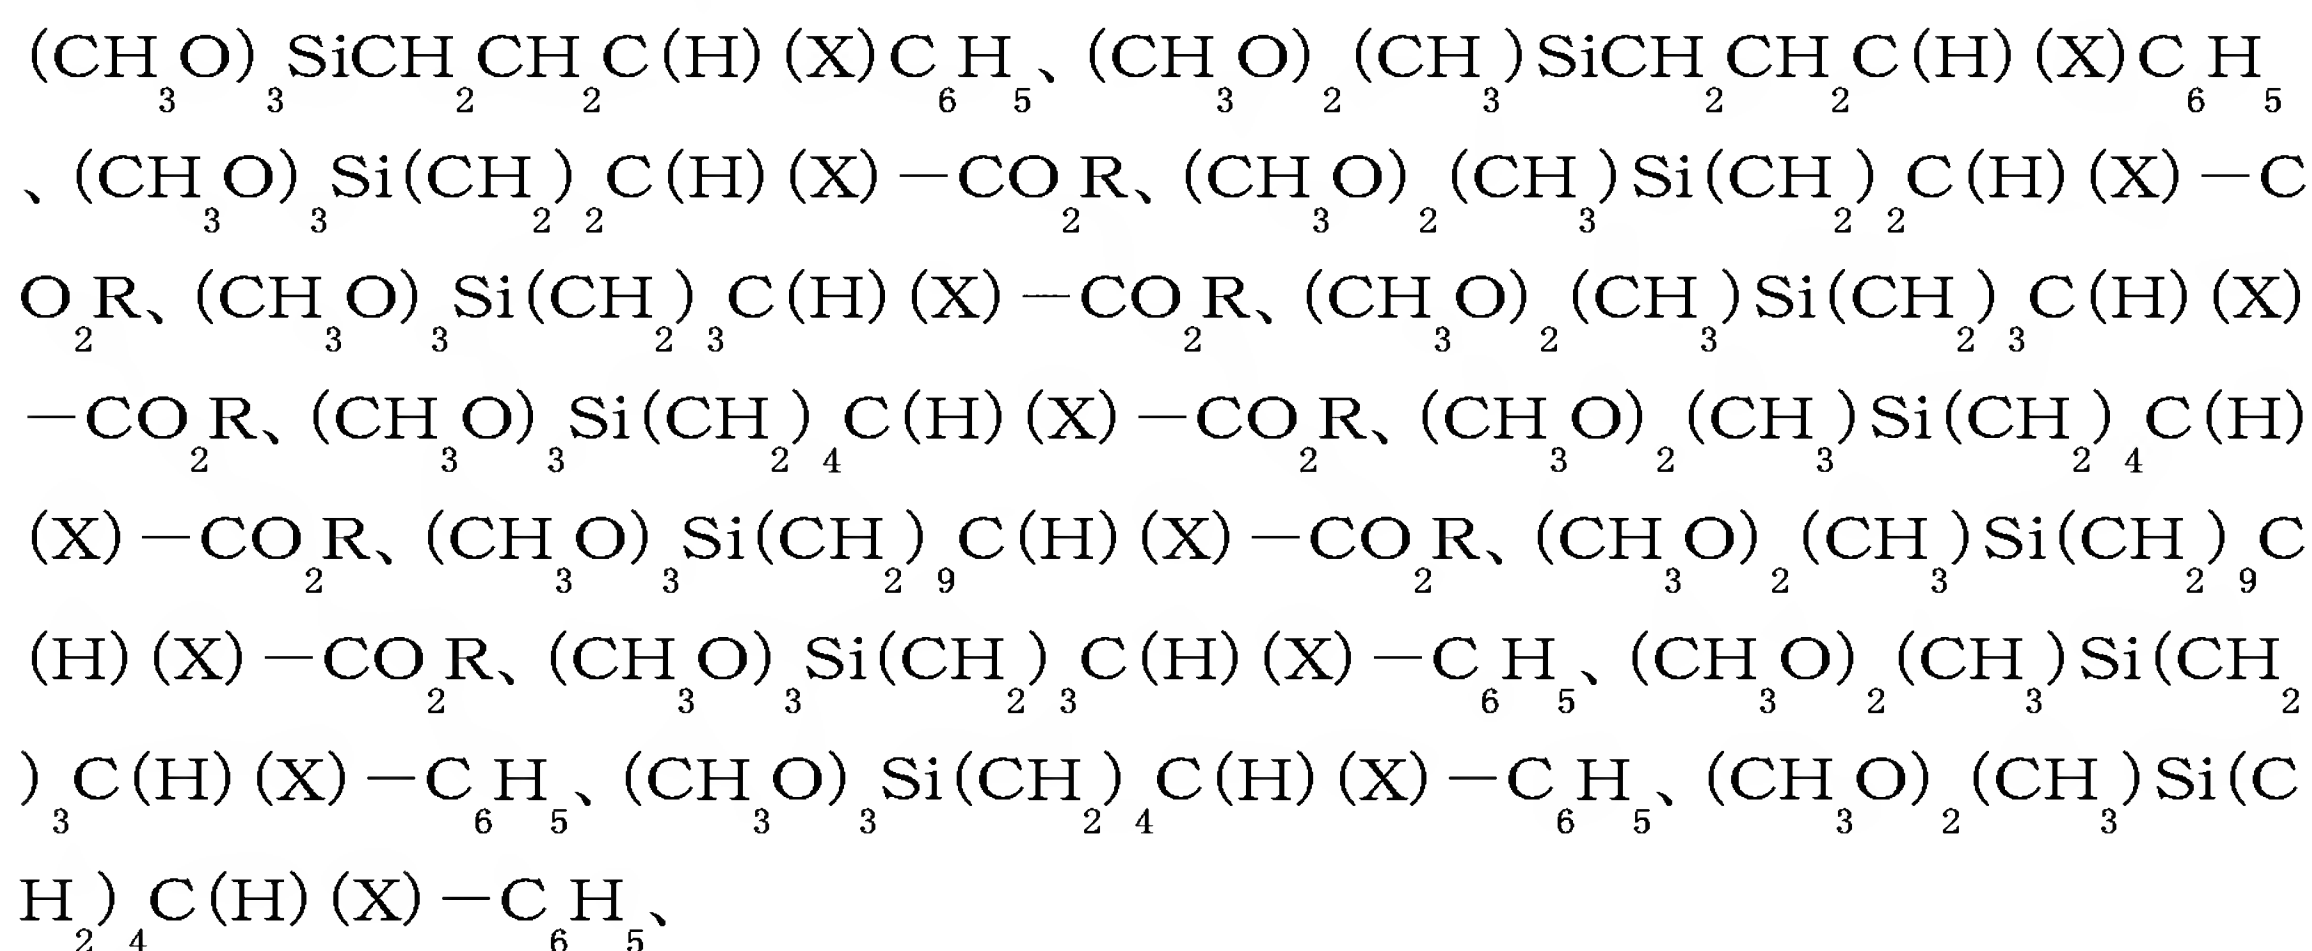 (CH₃O)₃SiCH₂CH₂C(H)(X)C₆H₅、(CH₃O)₂(CH₃)SiCH₂CH₂C(H)(X)C₆H₅
、(CH₃O)₃Si(CH₂)₂C(H)(X)−CO₂R、(CH₃O)₂(CH₃)Si(CH₂)₂C(H)(X)−C
O₂R、(CH₃O)₃Si(CH₂)₃C(H)(X)−CO₂R、(CH₃O)₂(CH₃)Si(CH₂)₃C(H)(X)
−CO₂R、(CH₃O)₃Si(CH₂)₄C(H)(X)−CO₂R、(CH₃O)₂(CH₃)Si(CH₂)₄C(H)
(X)−CO₂R、(CH₃O)₃Si(CH₂)₉C(H)(X)−CO₂R、(CH₃O)₂(CH₃)Si(CH₂)₉C
(H)(X)−CO₂R、(CH₃O)₃Si(CH₂)₃C(H)(X)−C₆H₅、(CH₃O)₂(CH₃)Si(CH₂
)₃C(H)(X)−C₆H₅、(CH₃O)₃Si(CH₂)₄C(H)(X)−C₆H₅、(CH₃O)₂(CH₃)Si(C
H₂)₄C(H)(X)−C₆H₅、